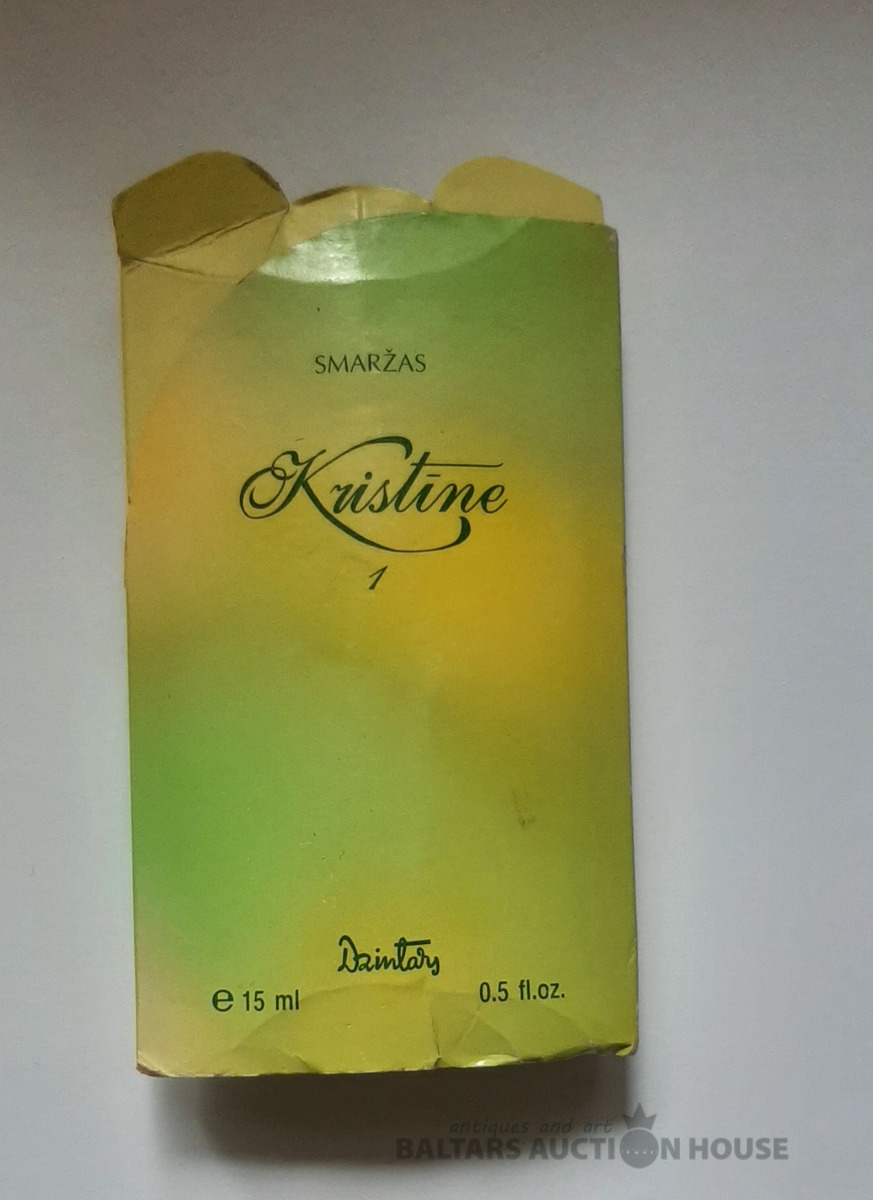 SMARŽAS
Kristīne
1
Dzintars
e 15 ml 0.5 fl.oz.
antiques and art
BALTARS AUCTION HOUSE